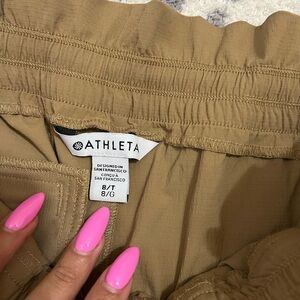 ATHLETA
DESIGNED IN
SAN FRANCISCO
CONÇU À
SAN FRANCISCO
8/T
8/G